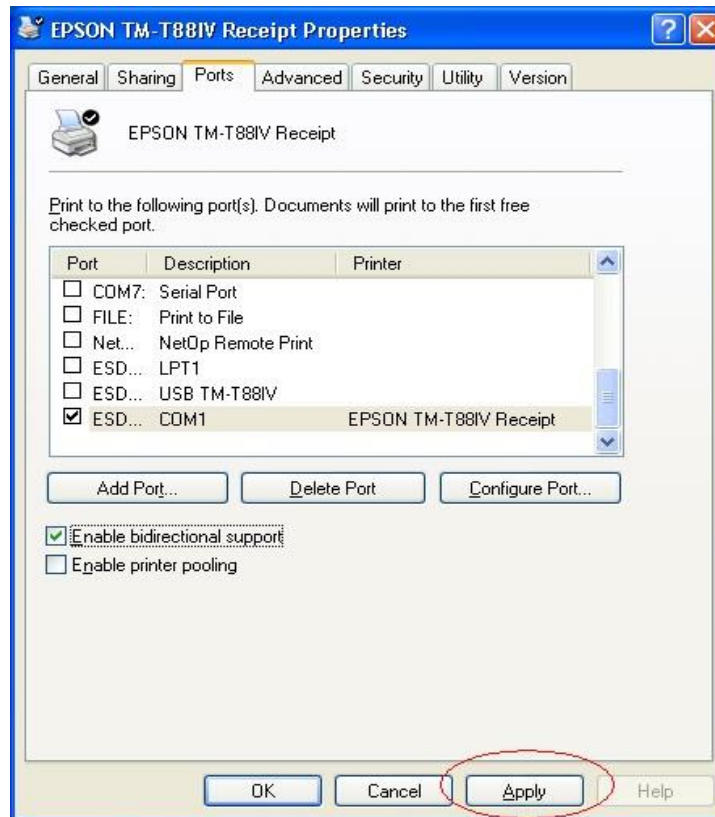 EPSON TM-T88IV Receipt Properties
General Sharing Ports Advanced Security Utility Version
EPSON TM-T88IV Receipt
Print to the following port(s). Documents will print to the first free
checked port.
Port Description Printer
COM7: Serial Port
FILE: Print to File
Net... NetOp Remote Print
ESD... LPT1
ESD... USB TM-T88IV
ESD... COM1 EPSON TM-T88IV Receipt
Add Port... Delete Port Configure Port...
Enable bidirectional support
Enable printer pooling
OK Cancel Apply Help